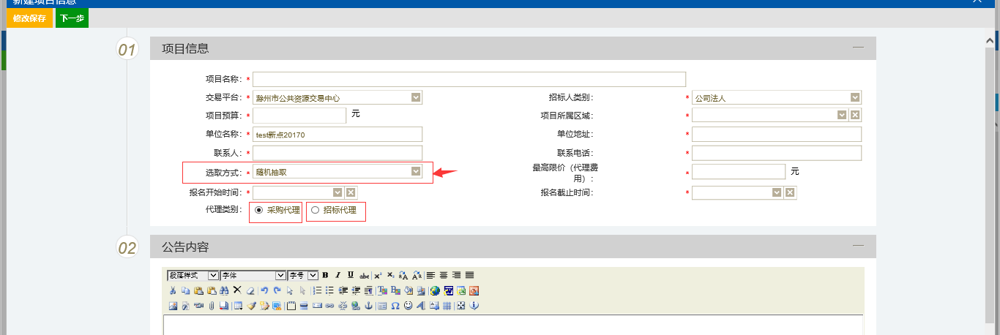 新建项目信息
修改保存 下一步
01 项目信息
项目名称： *
交易平台： * 滁州市公共资源交易中心 招标人类别： * 公司法人
项目预算： * 元 项目所属区域： *
单位名称： * test新点20170 单位地址： *
联系人： * 联系电话： *
选取方式： * 随机抽取 最高限价（代理费
用）： * 元
报名开始时间： * 报名截止时间： *
代理类别： 采购代理 招标代理
02 公告内容
段落样式 字体 字号 B I U abc